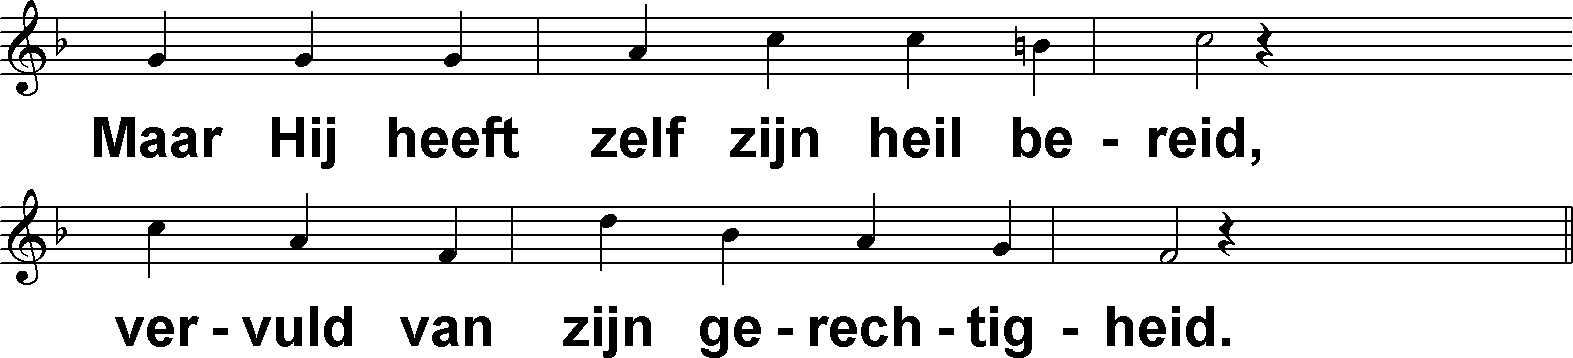 Maar Hij heeft zelf zijn heil be - reid,
ver - vuld van zijn ge - rech - tig - heid.